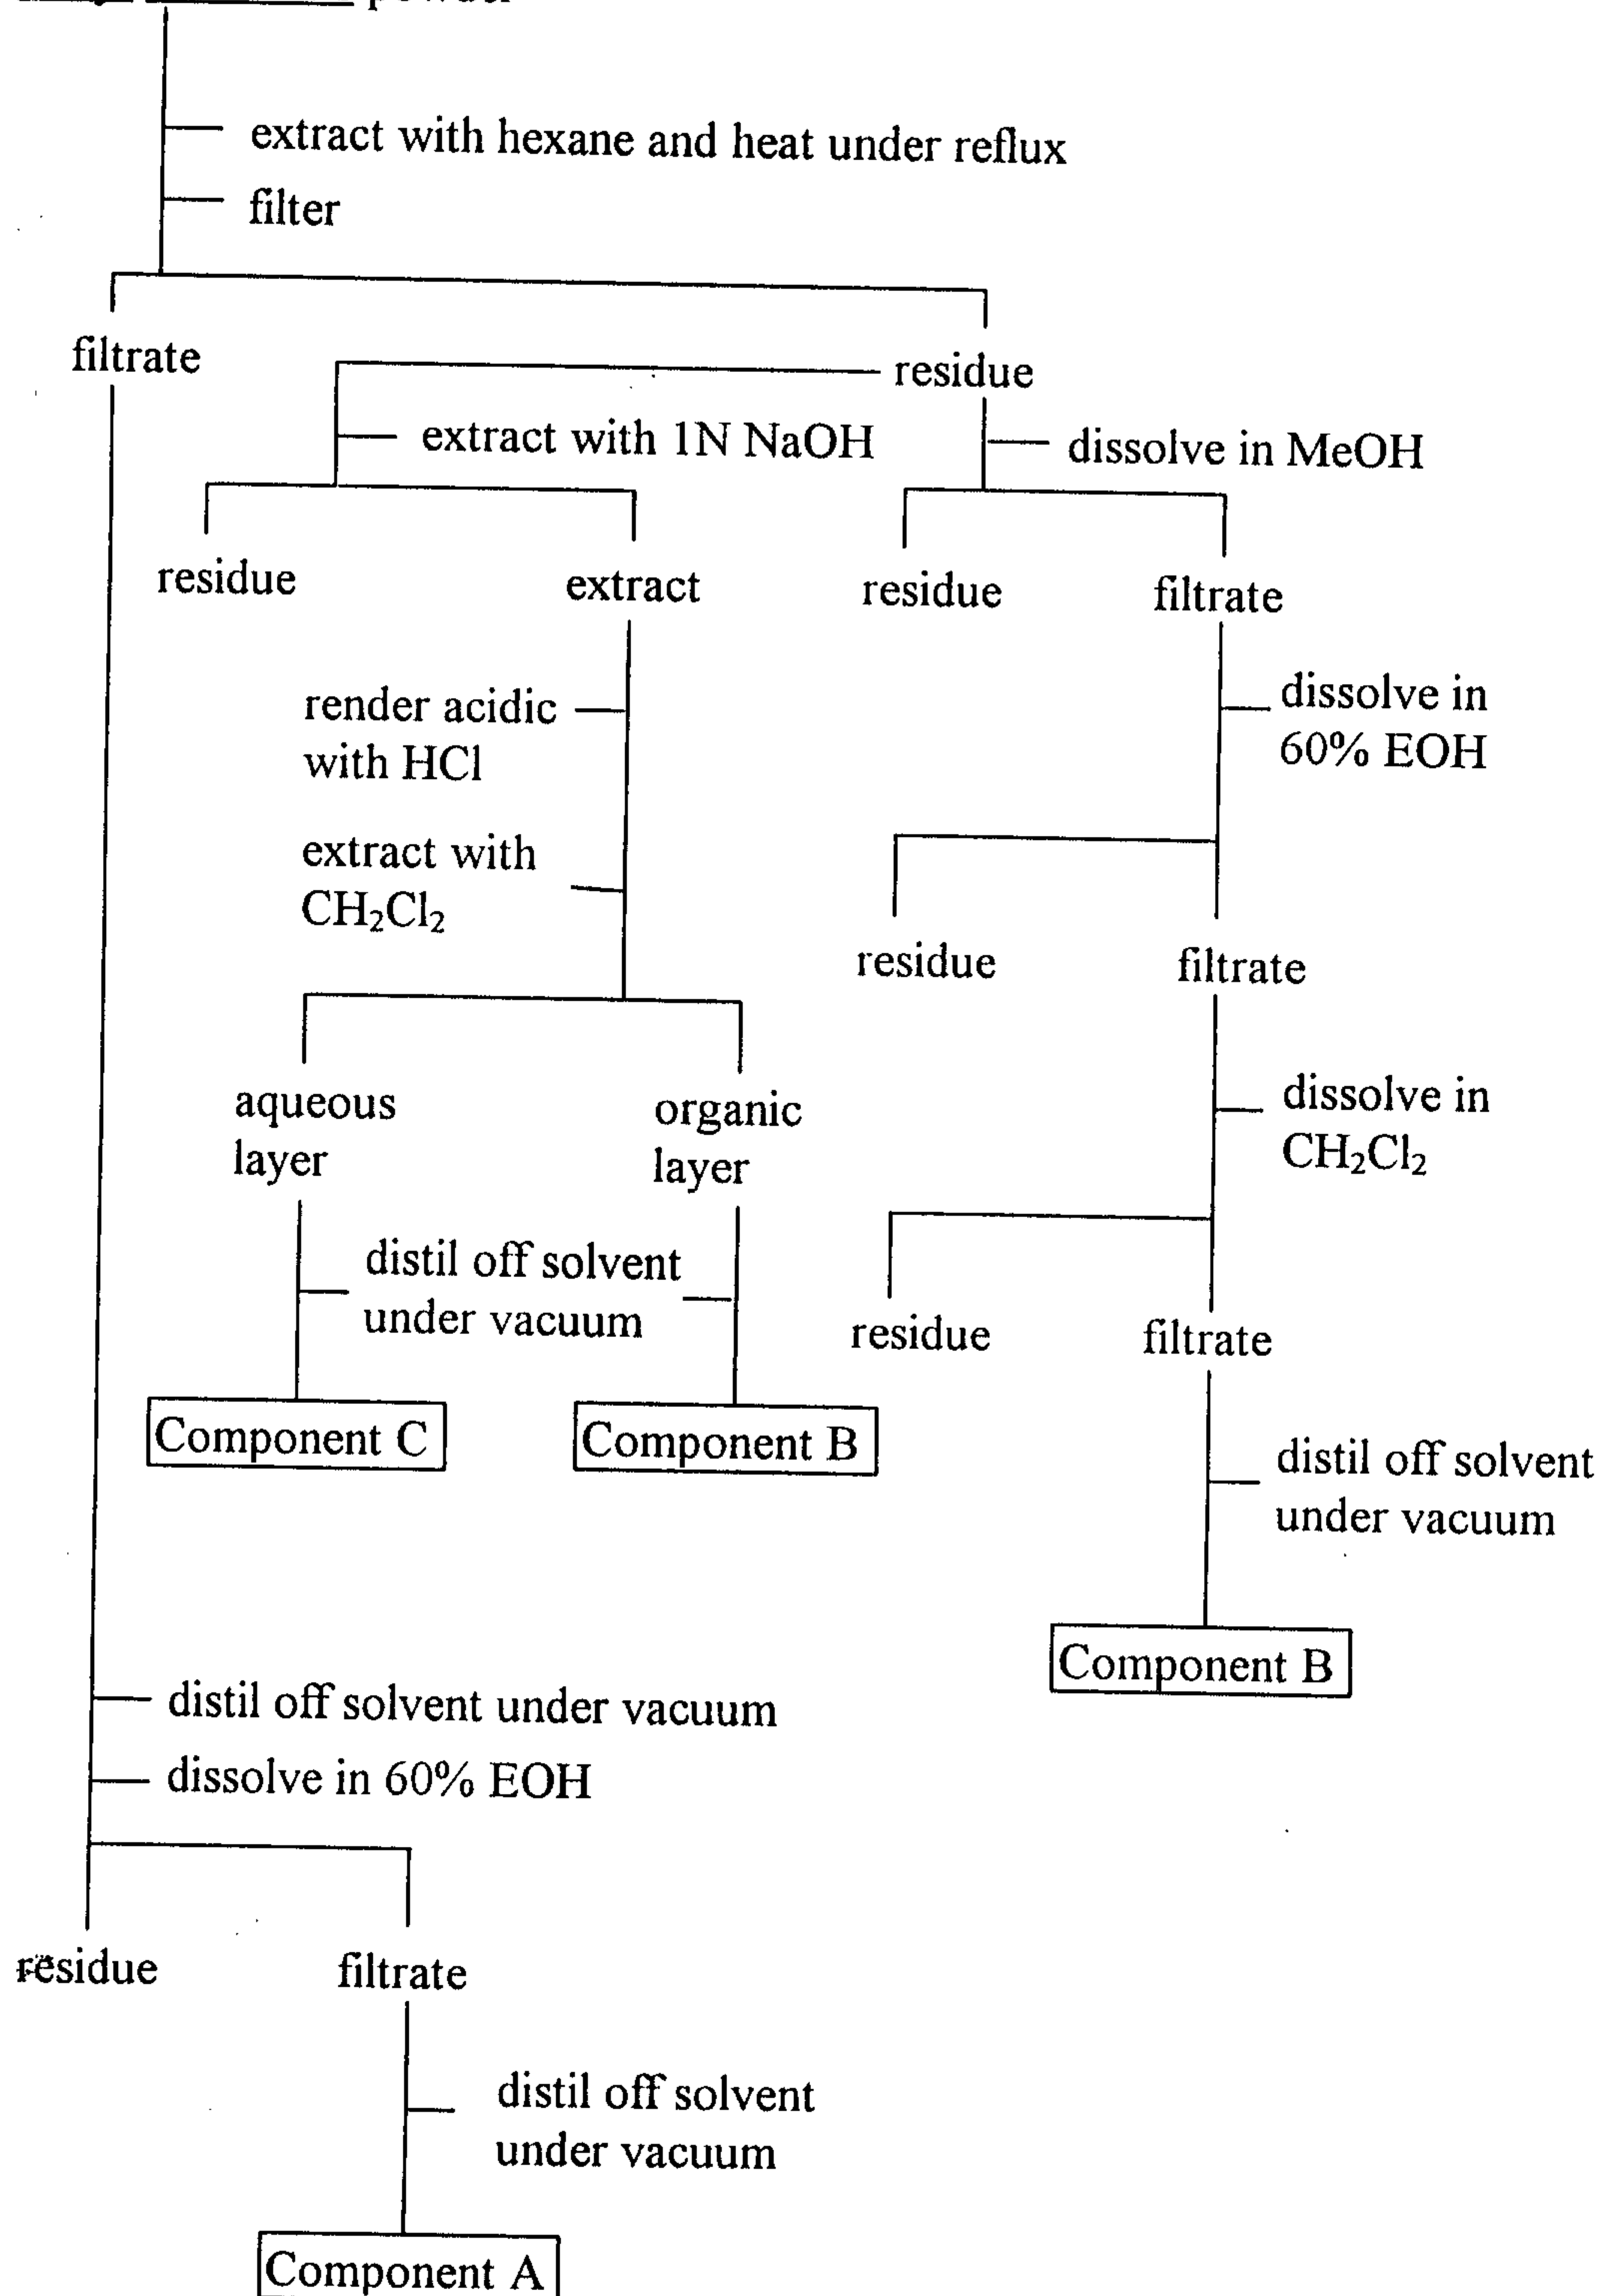 powder
extract with hexane and heat under reflux
filter
filtrate
residue
extract with 1N NaOH
dissolve in MeOH
residue
extract
residue
filtrate
render acidic
with HCl
dissolve in
60% EOH
extract with
CH₂Cl₂
residue
filtrate
aqueous
layer
organic
layer
dissolve in
CH₂Cl₂
distil off solvent
under vacuum
residue
filtrate
Component C
Component B
distil off solvent
under vacuum
Component B
distil off solvent under vacuum
dissolve in 60% EOH
residue
filtrate
distil off solvent
under vacuum
Component A